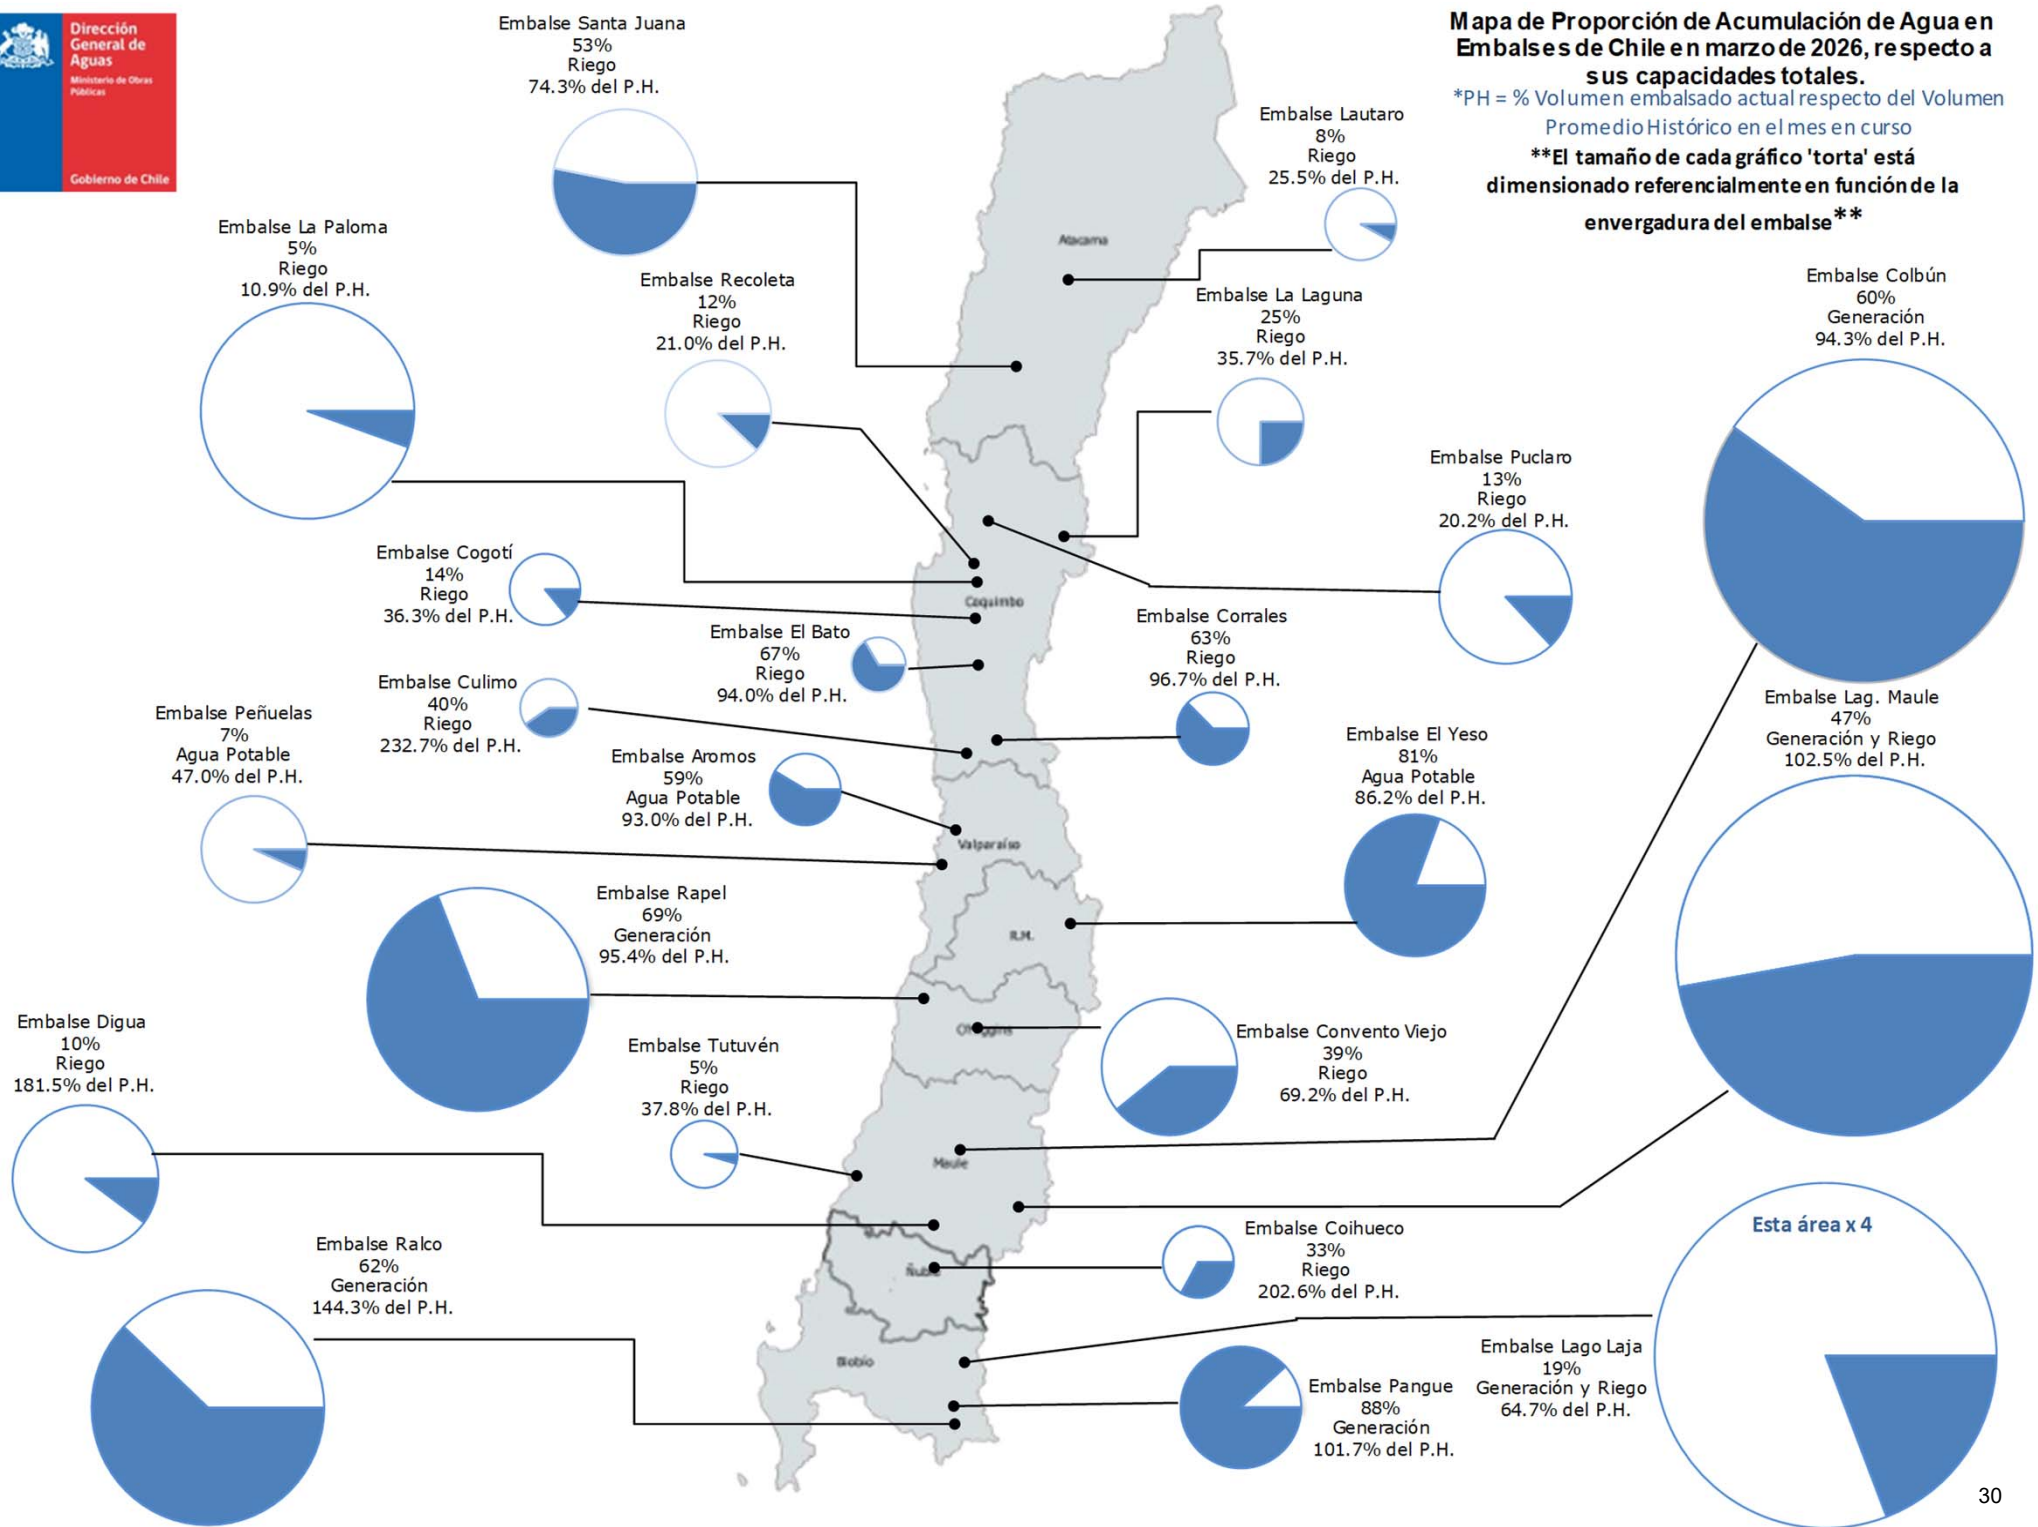 Dirección
General de
Aguas
Ministerio de Obras
Públicas
Gobierno de Chile
Mapa de Proporción de Acumulación de Agua en
Embalses de Chile en marzo de 2026, respecto a
sus capacidades totales.
*PH = % Volumen embalsado actual respecto del Volumen
Promedio Histórico en el mes en curso
**El tamaño de cada gráfico 'torta' está
dimensionado referencialmente en función de la
envergadura del embalse**
Embalse Santa Juana
53%
Riego
74.3% del P.H.
Embalse Lautaro
8%
Riego
25.5% del P.H.
Embalse La Paloma
5%
Riego
10.9% del P.H.
Embalse Recoleta
12%
Riego
21.0% del P.H.
Embalse La Laguna
25%
Riego
35.7% del P.H.
Embalse Colbún
60%
Generación
94.3% del P.H.
Embalse Puclaro
13%
Riego
20.2% del P.H.
Embalse Cogotí
14%
Riego
36.3% del P.H.
Embalse El Bato
67%
Riego
94.0% del P.H.
Embalse Corrales
63%
Riego
96.7% del P.H.
Embalse Culimo
40%
Riego
232.7% del P.H.
Embalse Peñuelas
7%
Agua Potable
47.0% del P.H.
Embalse Aromos
59%
Agua Potable
93.0% del P.H.
Embalse El Yeso
81%
Agua Potable
86.2% del P.H.
Embalse Lag. Maule
47%
Generación y Riego
102.5% del P.H.
Embalse Rapel
69%
Generación
95.4% del P.H.
Embalse Convento Viejo
39%
Riego
69.2% del P.H.
Embalse Digua
10%
Riego
181.5% del P.H.
Embalse Tutuvén
5%
Riego
37.8% del P.H.
Embalse Ralco
62%
Generación
144.3% del P.H.
Embalse Coihueco
33%
Riego
202.6% del P.H.
Esta área x 4
Embalse Lago Laja
19%
Generación y Riego
64.7% del P.H.
Embalse Pangue
88%
Generación
101.7% del P.H.
Atacama
Coquimbo
Valparaíso
R.M.
O'Higgins
Maule
Ñuble
Biobío
30